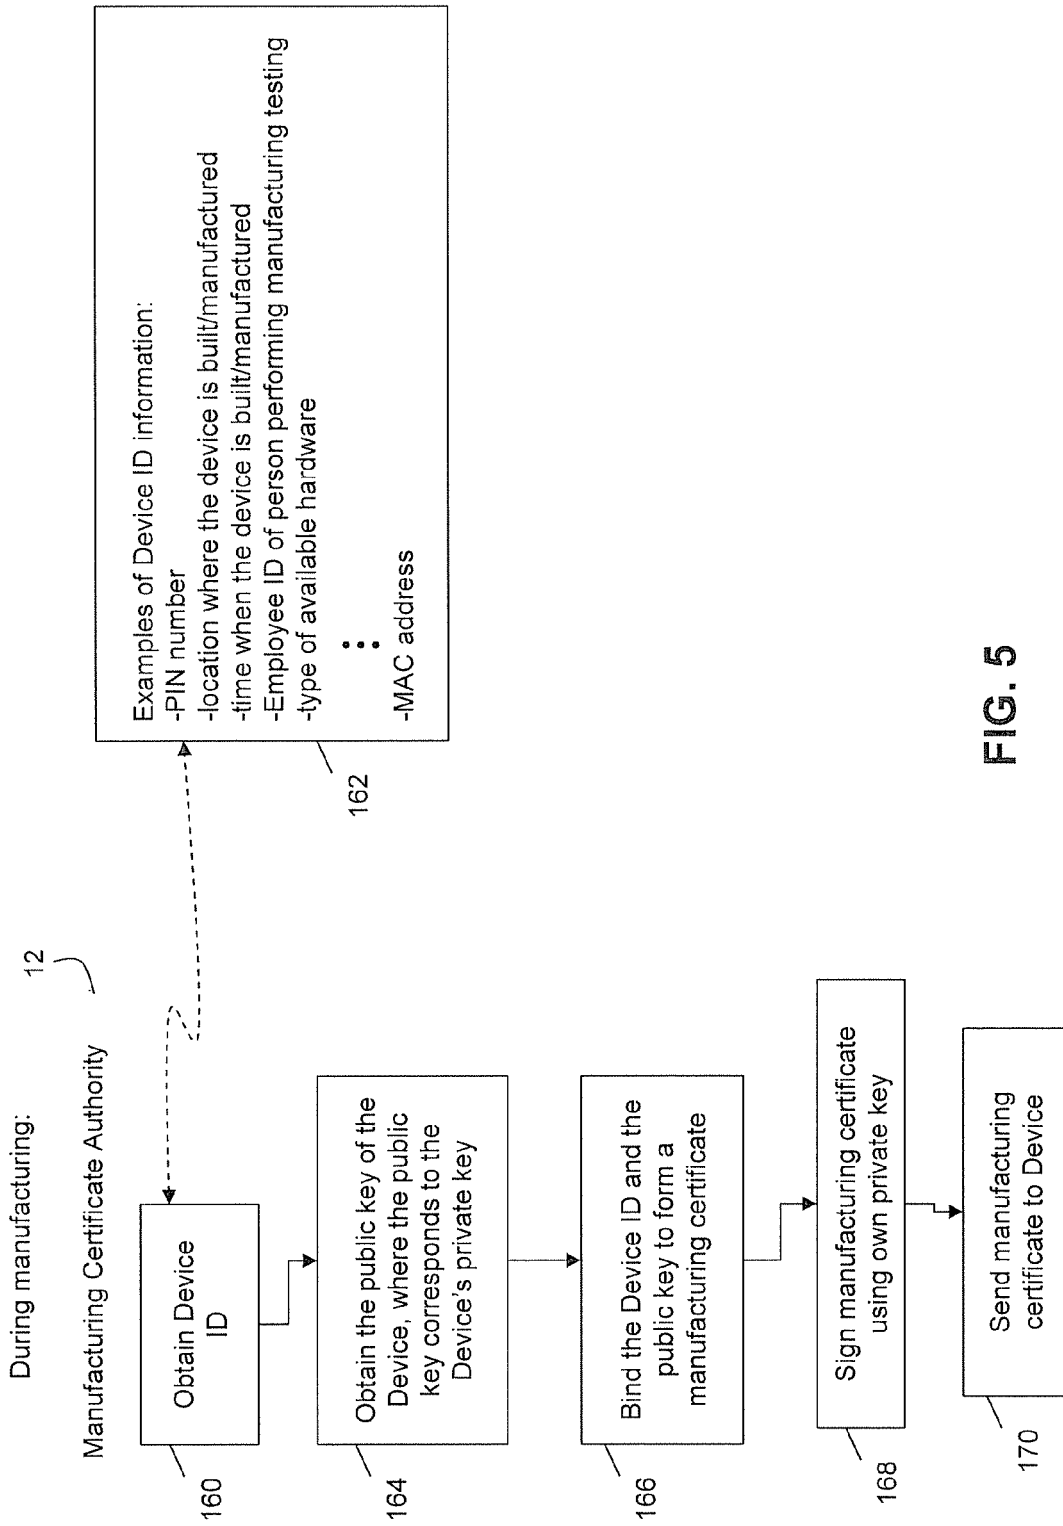 During manufacturing:
Manufacturing Certificate Authority
12
Obtain Device
ID
160
Examples of Device ID information:
-PIN number
-location where the device is built/manufactured
-time when the device is built/manufactured
-Employee ID of person performing manufacturing testing
-type of available hardware
-MAC address
162
Obtain the public key of the
Device, where the public
key corresponds to the
Device's private key
164
Bind the Device ID and the
public key to form a
manufacturing certificate
166
Sign manufacturing certificate
using own private key
168
Send manufacturing
certificate to Device
170
FIG. 5